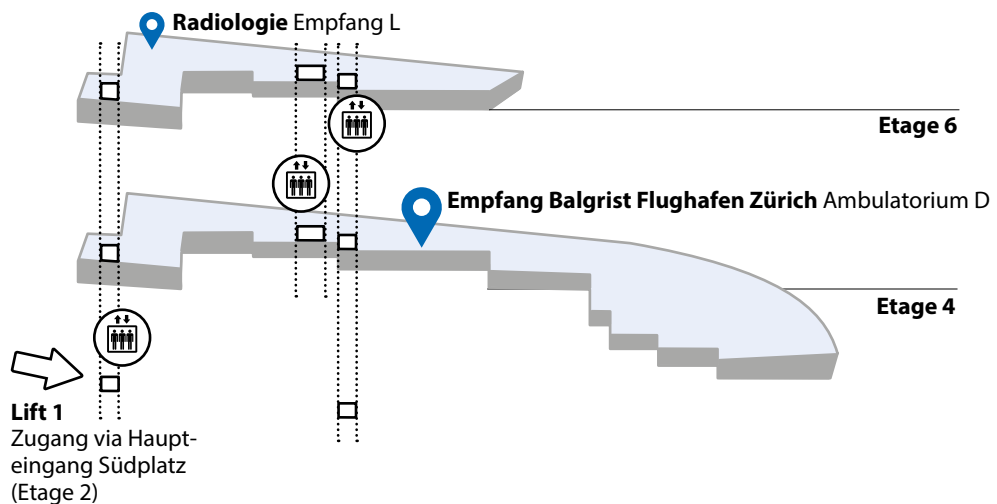 Radiologie Empfang L
Etage 6
Empfang Balgrist Flughafen Zürich Ambulatorium D
Etage 4
Lift 1
Zugang via Haupt-
eingang Südplatz
(Etage 2)